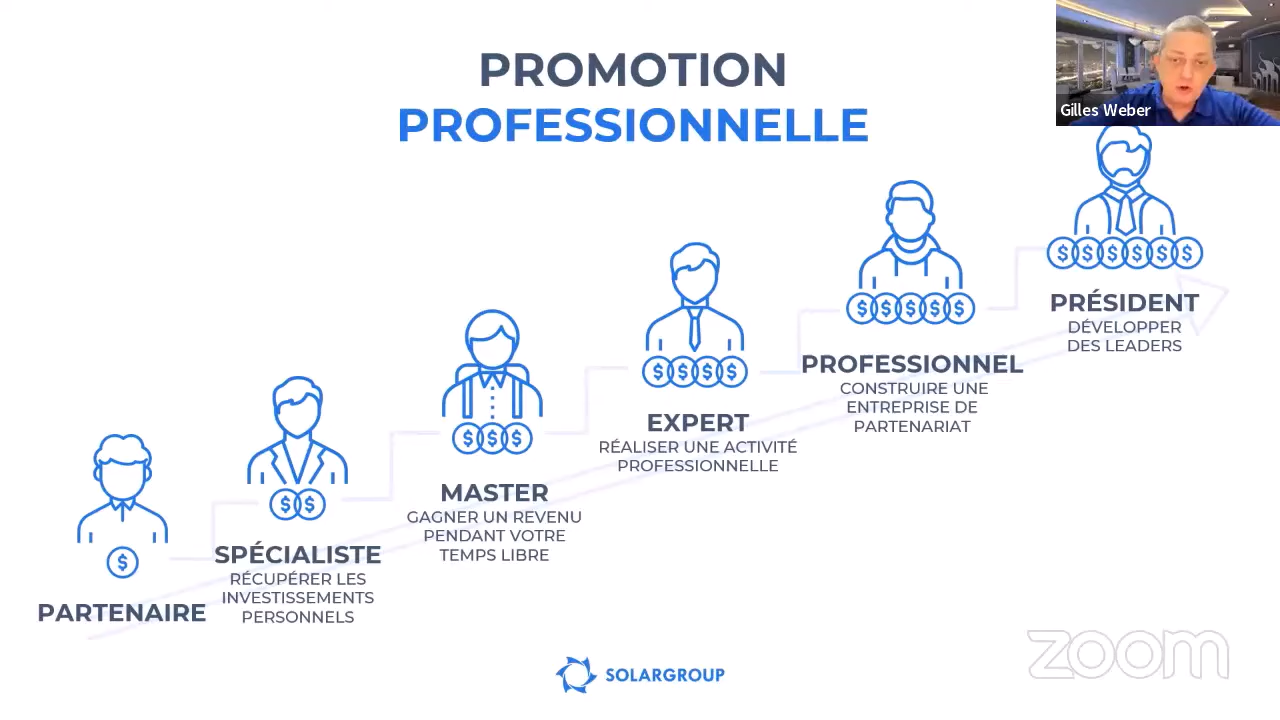 PROMOTION
PROFESSIONNELLE
Gilles Weber
PRÉSIDENT
DÉVELOPPER
DES LEADERS
PROFESSIONNEL
CONSTRUIRE UNE
ENTREPRISE DE
PARTENARIAT
EXPERT
RÉALISER UNE ACTIVITÉ
PROFESSIONNELLE
MASTER
GAGNER UN REVENU
PENDANT VOTRE
TEMPS LIBRE
SPÉCIALISTE
RÉCUPÉRER LES
INVESTISSEMENTS
PERSONNELS
PARTENAIRE
SOLARGROUP
zoom